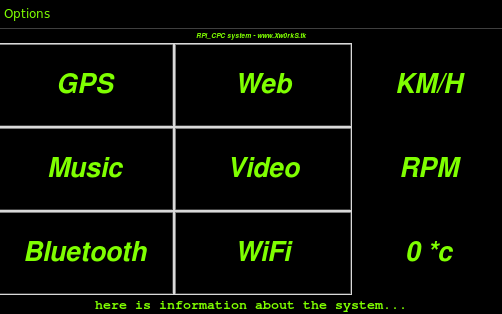 Options
RPI_CPC system - www.Xw0rkS.tk
GPS Web KM/H
Music Video RPM
Bluetooth WiFi 0 *c
here is information about the system...